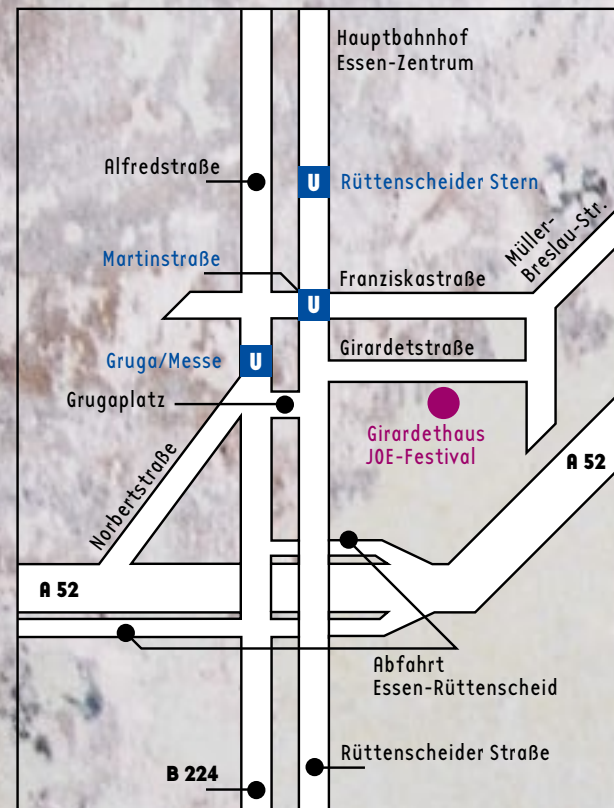 Hauptbahnhof
Essen-Zentrum
Alfredstraße
U Rüttenscheider Stern
Müller-
Breslau-Str.
Martinstraße
Franziskastraße
U
Girardetstraße
Gruga/Messe U
Grugaplatz
Girardethaus
JOE-Festival
A 52
Norbertstraße
A 52
Abfahrt
Essen-Rüttenscheid
Rüttenscheider Straße
B 224